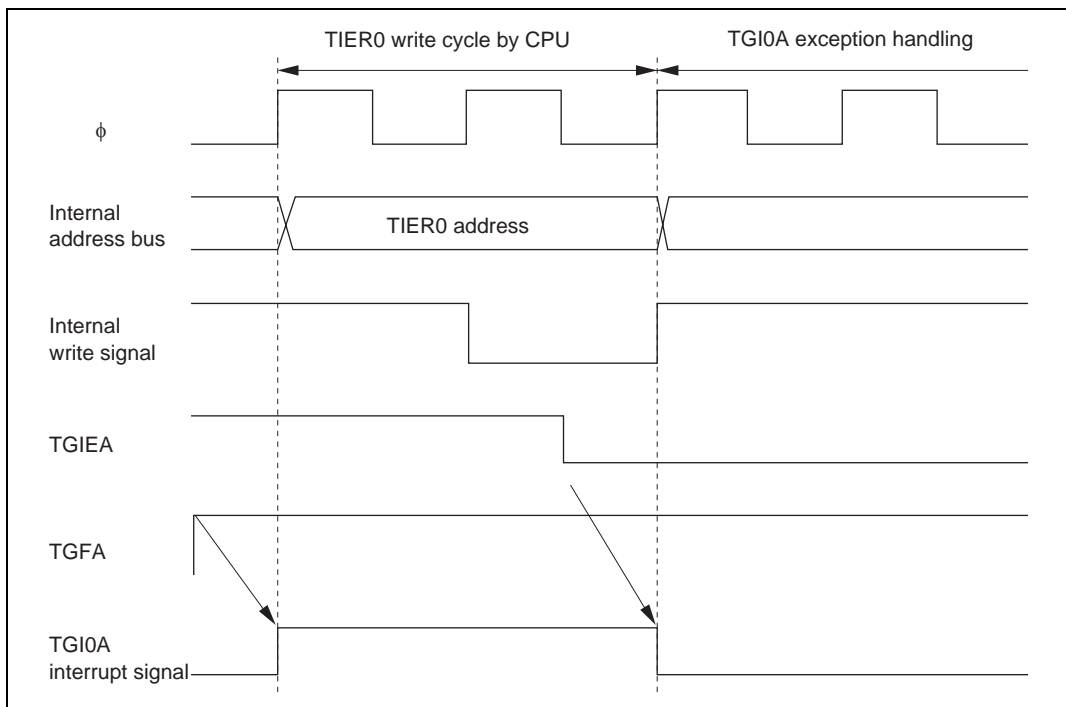 TIER0 write cycle by CPU
TGI0A exception handling
ϕ
Internal
address bus
TIER0 address
Internal
write signal
TGIEA
TGFA
TGI0A
interrupt signal